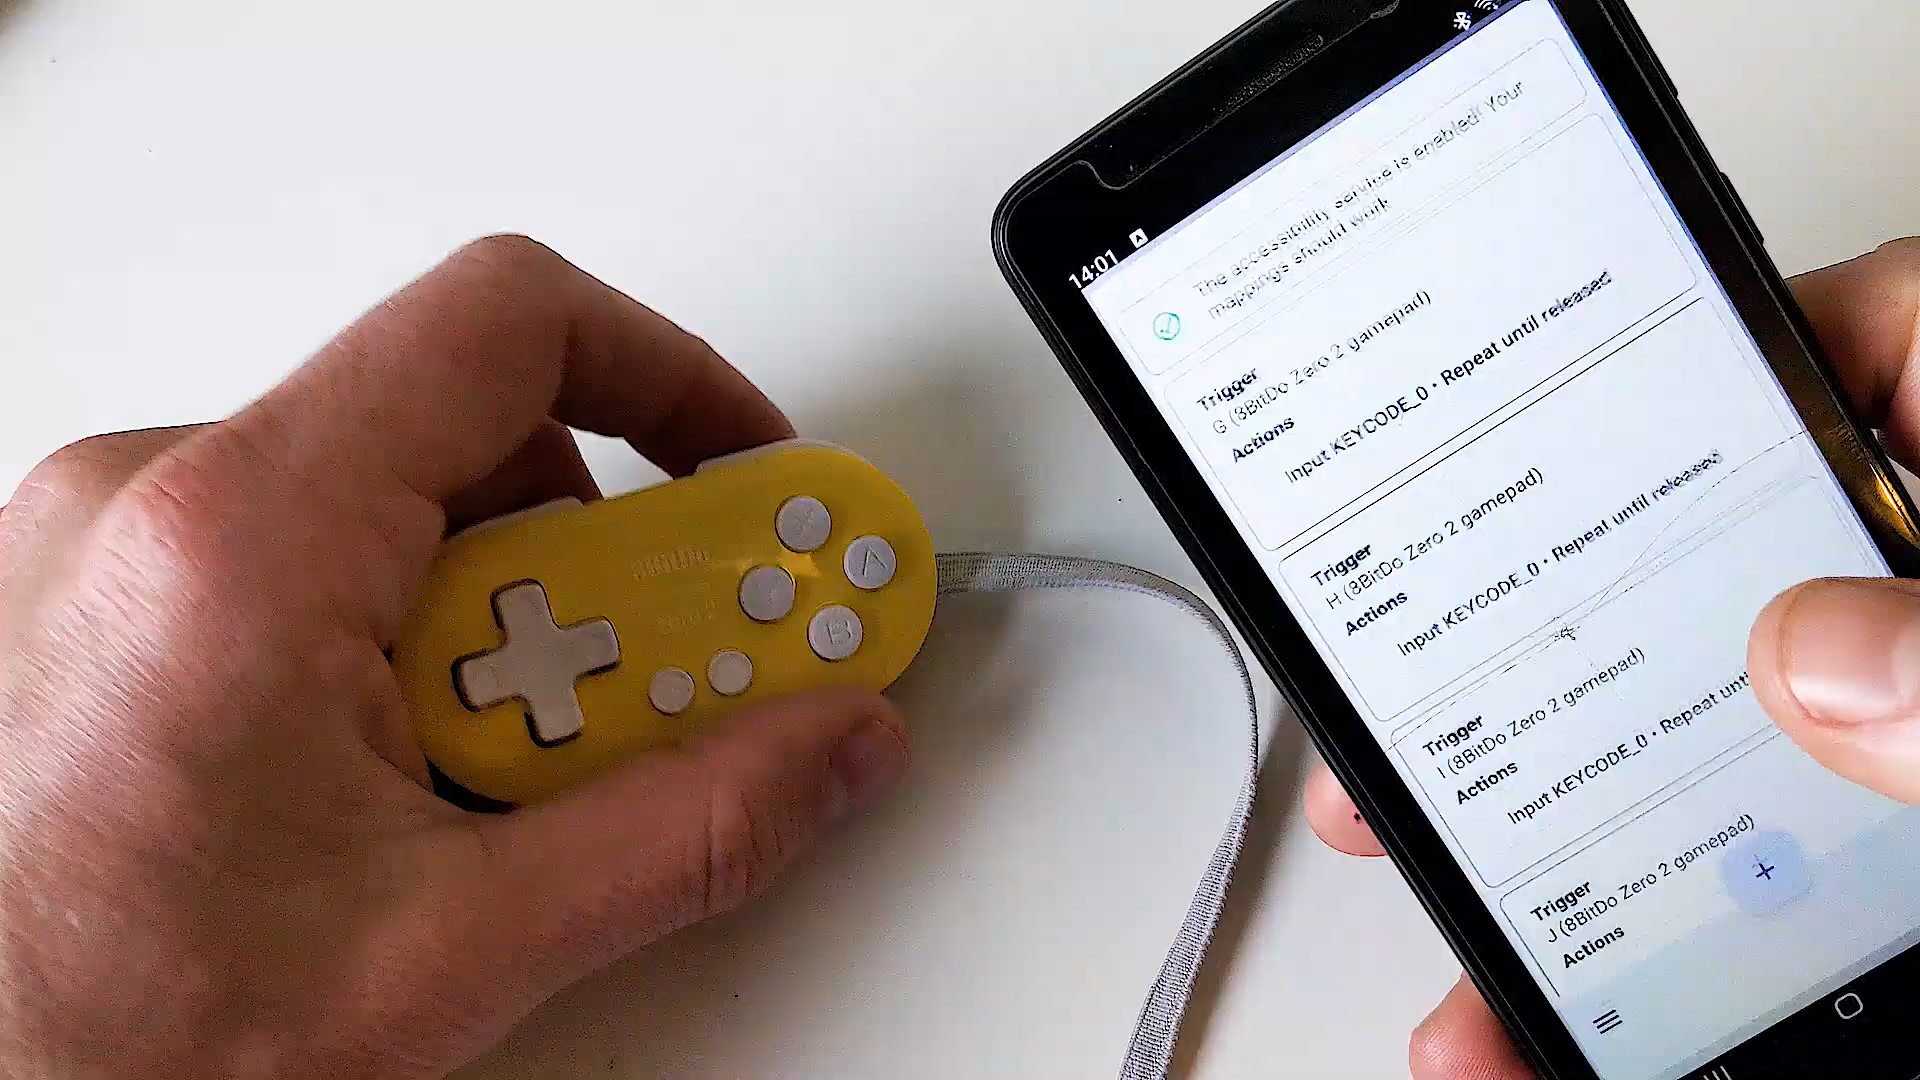 14:01
The accessibility service is enabled! Your
mappings should work.
Trigger
G (8BitDo Zero 2 gamepad)
Actions
Input KEYCODE_0 • Repeat until released
Trigger
H (8BitDo Zero 2 gamepad)
Actions
Input KEYCODE_0 • Repeat until released
Trigger
I (8BitDo Zero 2 gamepad)
Actions
Input KEYCODE_0 • Repeat unti
Trigger
J (8BitDo Zero 2 gamepad)
Actions
X
A
B